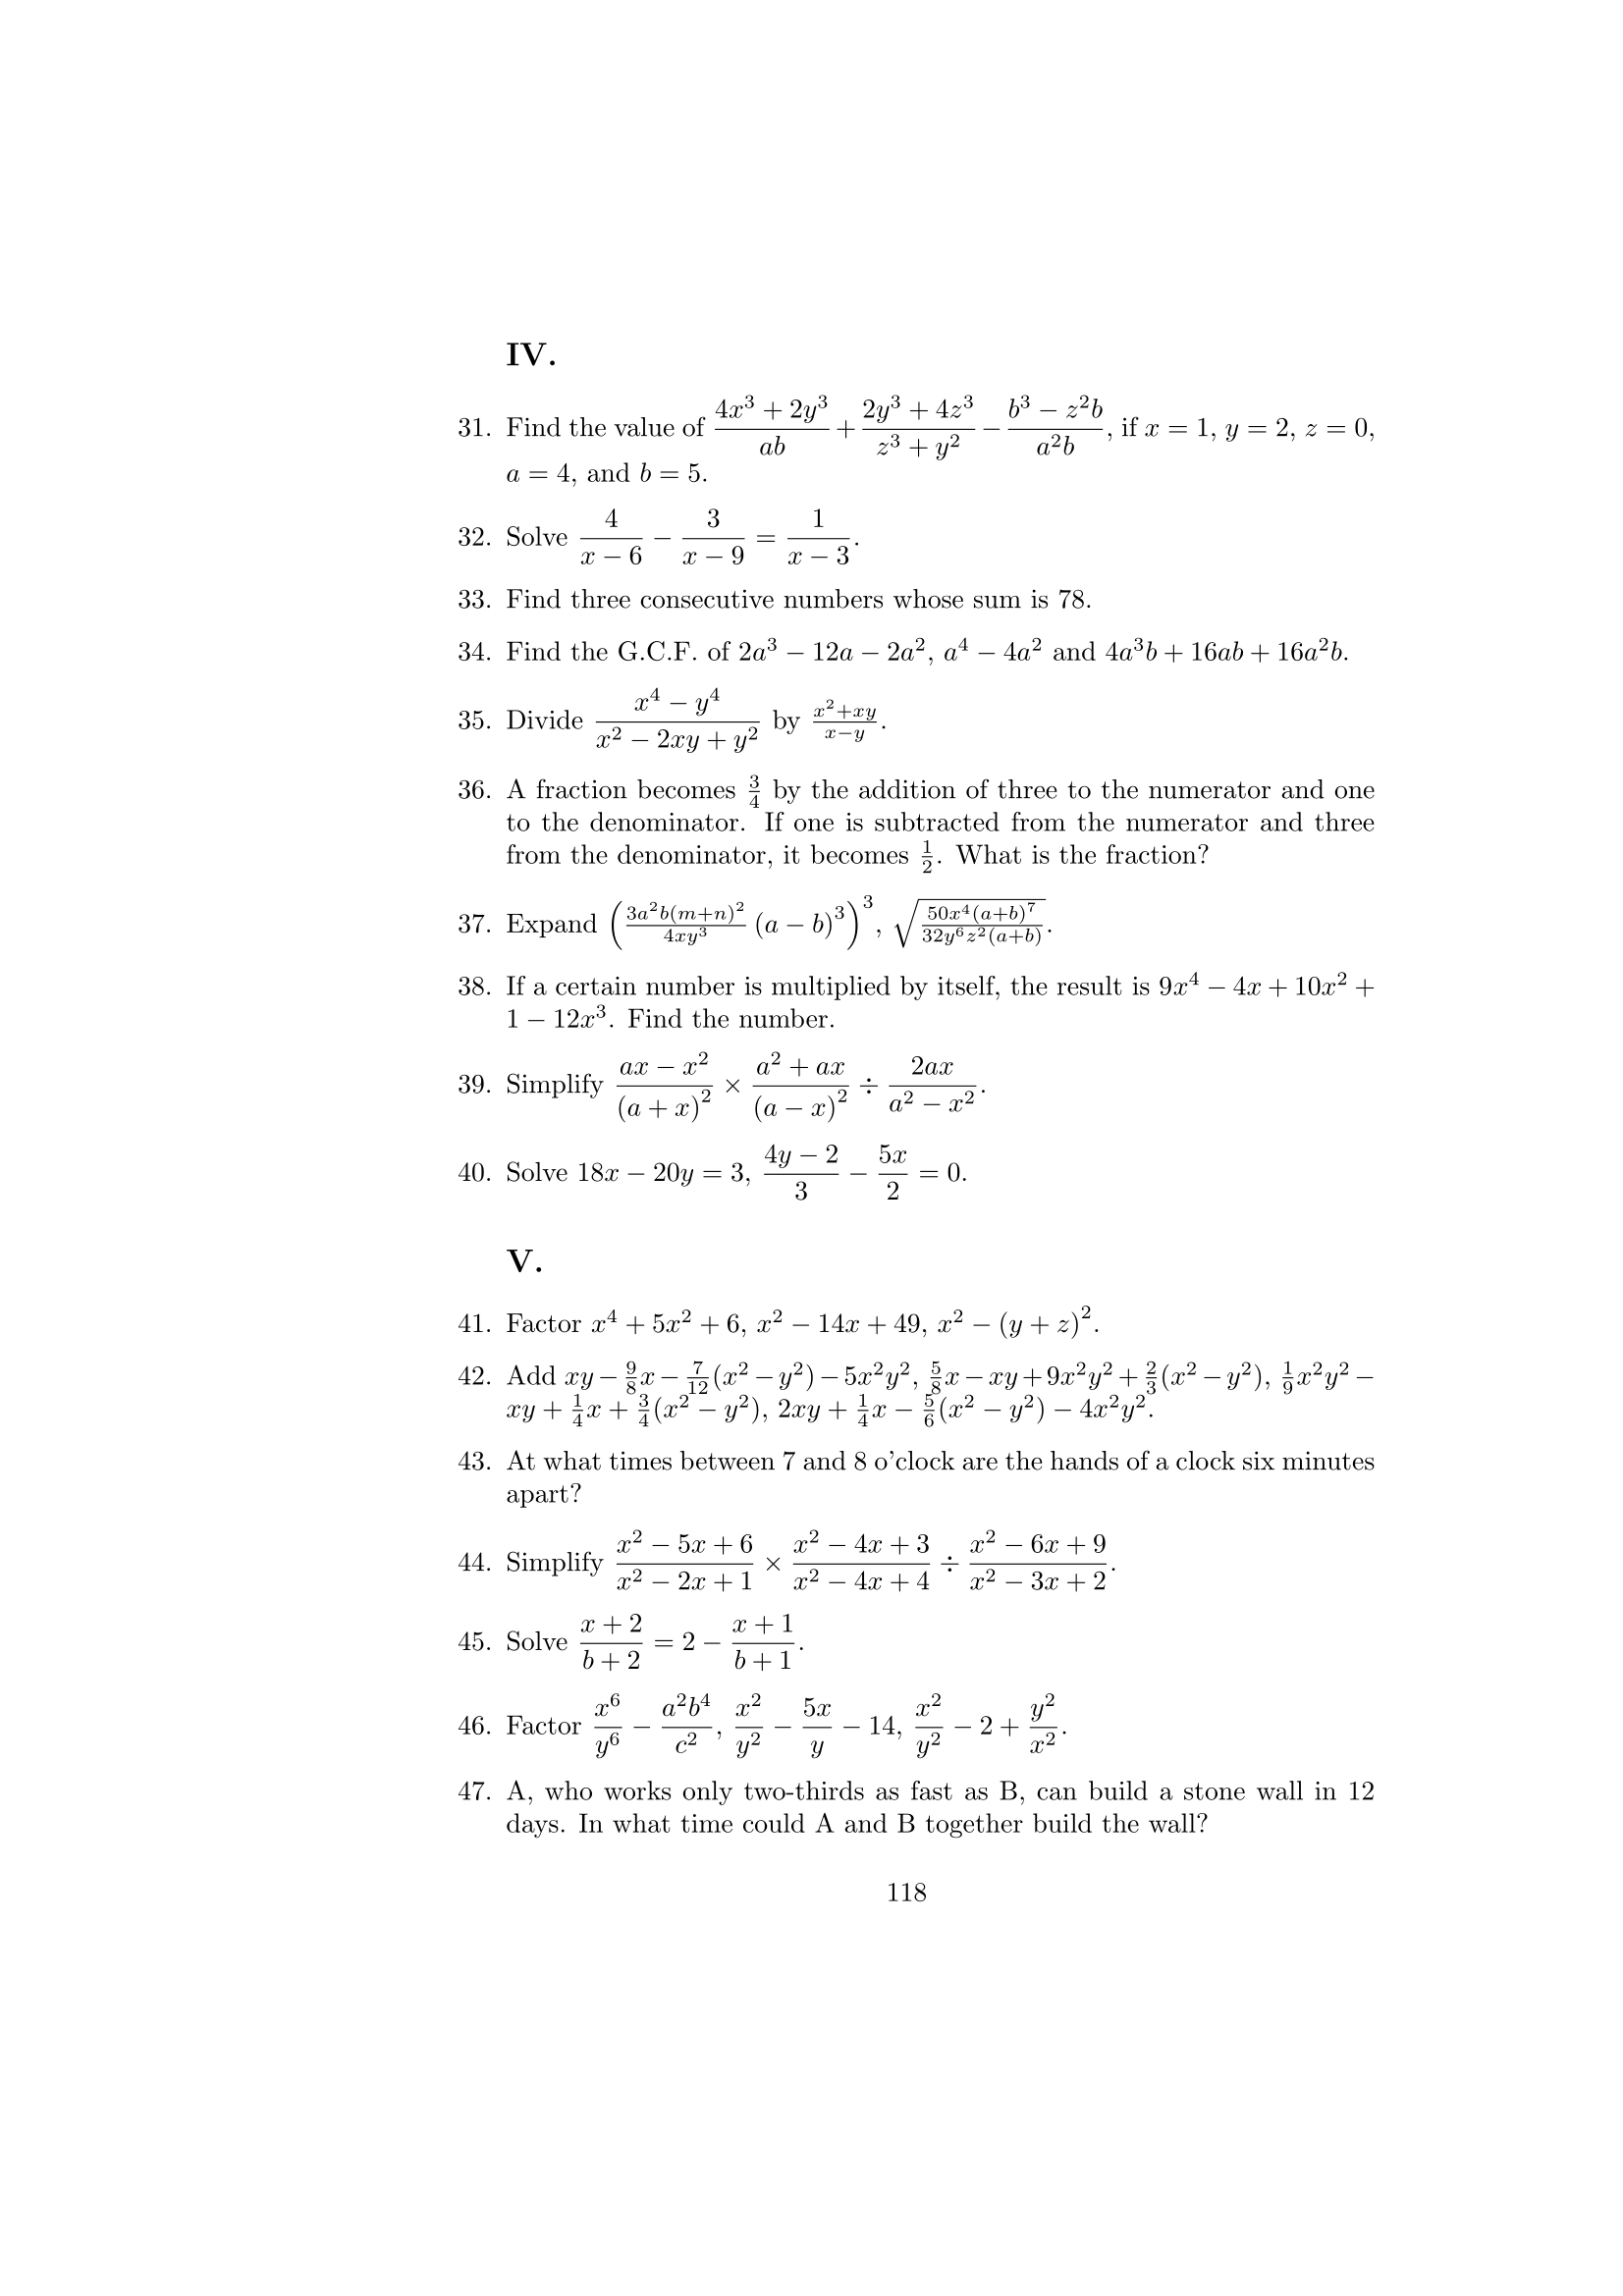 IV.
31. Find the value of \frac{4x^3 + 2y^3}{ab} + \frac{2y^3 + 4z^3}{z^3 + y^2} - \frac{b^3 - z^2b}{a^2b}, if x = 1, y = 2, z = 0,
a = 4, and b = 5.
32. Solve \frac{4}{x - 6} - \frac{3}{x - 9} = \frac{1}{x - 3}.
33. Find three consecutive numbers whose sum is 78.
34. Find the G.C.F. of 2a^3 - 12a - 2a^2, a^4 - 4a^2 and 4a^3b + 16ab + 16a^2b.
35. Divide \frac{x^4 - y^4}{x^2 - 2xy + y^2} by \frac{x^2+xy}{x-y}.
36. A fraction becomes \frac{3}{4} by the addition of three to the numerator and one
to the denominator. If one is subtracted from the numerator and three
from the denominator, it becomes \frac{1}{2}. What is the fraction?
37. Expand \left(\frac{3a^2b(m+n)^2}{4xy^3} (a - b)^3\right)^3, \sqrt{\frac{50x^4(a+b)^7}{32y^6z^2(a+b)}}.
38. If a certain number is multiplied by itself, the result is 9x^4 - 4x + 10x^2 +
1 - 12x^3. Find the number.
39. Simplify \frac{ax - x^2}{(a + x)^2} × \frac{a^2 + ax}{(a - x)^2} ÷ \frac{2ax}{a^2 - x^2}.
40. Solve 18x - 20y = 3, \frac{4y - 2}{3} - \frac{5x}{2} = 0.
V.
41. Factor x^4 + 5x^2 + 6, x^2 - 14x + 49, x^2 - (y + z)^2.
42. Add xy - \frac{9}{8}x - \frac{7}{12}(x^2 - y^2) - 5x^2y^2, \frac{5}{8}x - xy + 9x^2y^2 + \frac{2}{3}(x^2 - y^2), \frac{1}{9}x^2y^2 -
xy + \frac{1}{4}x + \frac{3}{4}(x^2 - y^2), 2xy + \frac{1}{4}x - \frac{5}{6}(x^2 - y^2) - 4x^2y^2.
43. At what times between 7 and 8 o'clock are the hands of a clock six minutes
apart?
44. Simplify \frac{x^2 - 5x + 6}{x^2 - 2x + 1} × \frac{x^2 - 4x + 3}{x^2 - 4x + 4} ÷ \frac{x^2 - 6x + 9}{x^2 - 3x + 2}.
45. Solve \frac{x + 2}{b + 2} = 2 - \frac{x + 1}{b + 1}.
46. Factor \frac{x^6}{y^6} - \frac{a^2b^4}{c^2}, \frac{x^2}{y^2} - \frac{5x}{y} - 14, \frac{x^2}{y^2} - 2 + \frac{y^2}{x^2}.
47. A, who works only two-thirds as fast as B, can build a stone wall in 12
days. In what time could A and B together build the wall?
118